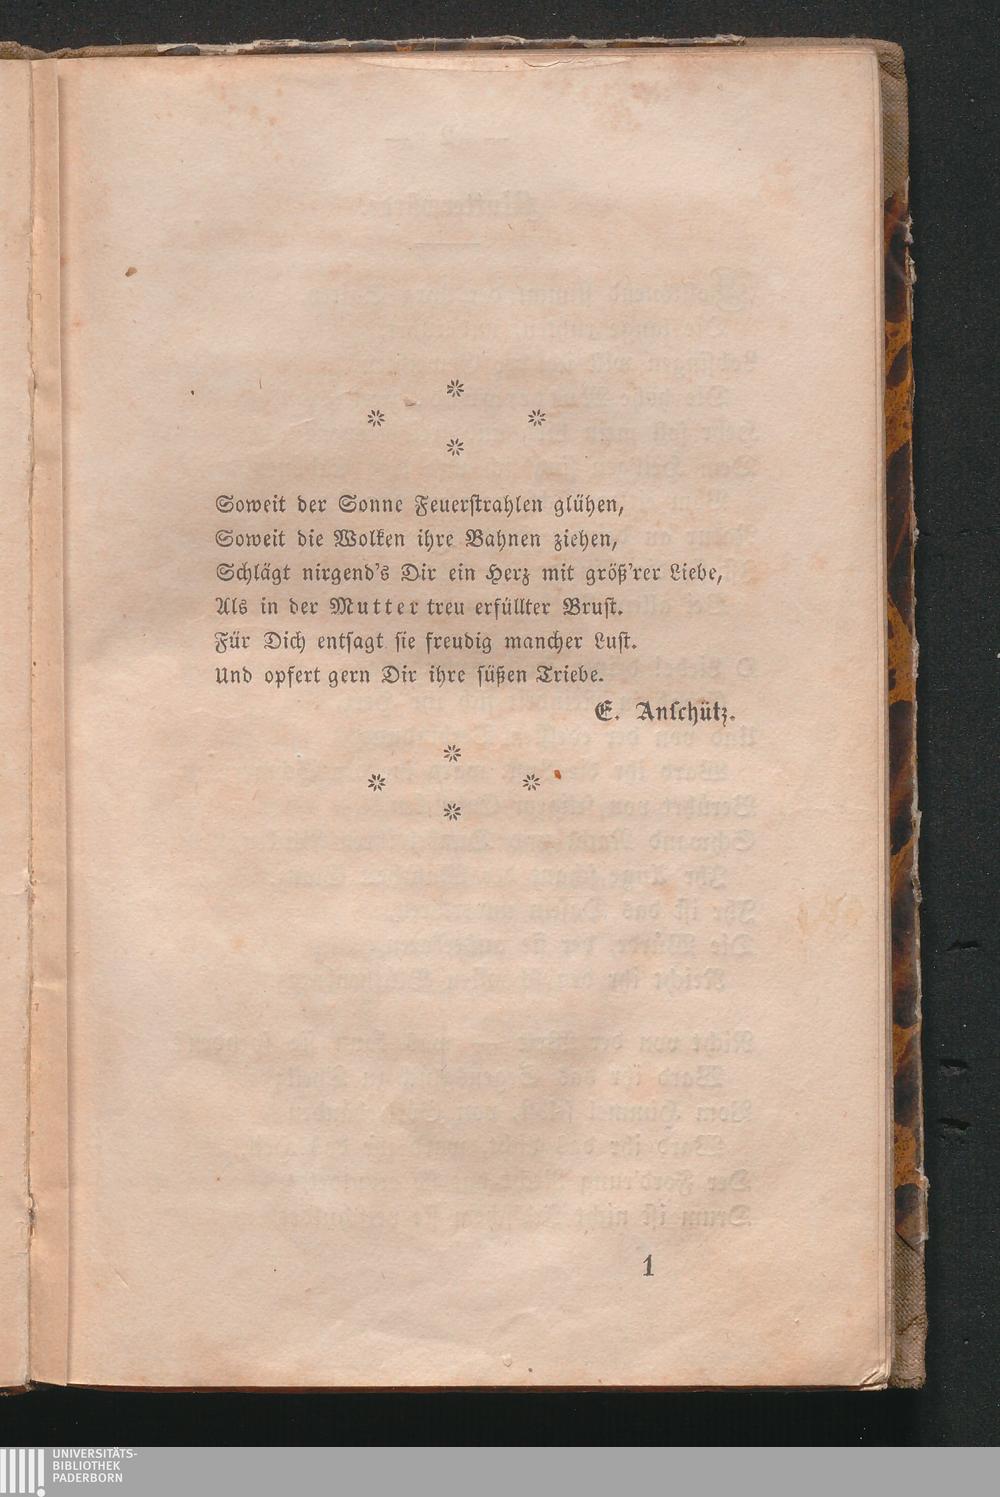 Soweit der Sonne Feuerstrahlen glühen,
Soweit die Wolken ihre Bahnen ziehen,
Schlägt nirgend's Dir ein Herz mit größ'rer Liebe,
Als in der Mutter treu erfüllter Brust.
Für Dich entsagt sie freudig mancher Lust.
Und opfert gern Dir ihre süßen Triebe.
E. Anschütz.
1
UNIVERSITÄTS-
BIBLIOTHEK
PADERBORN